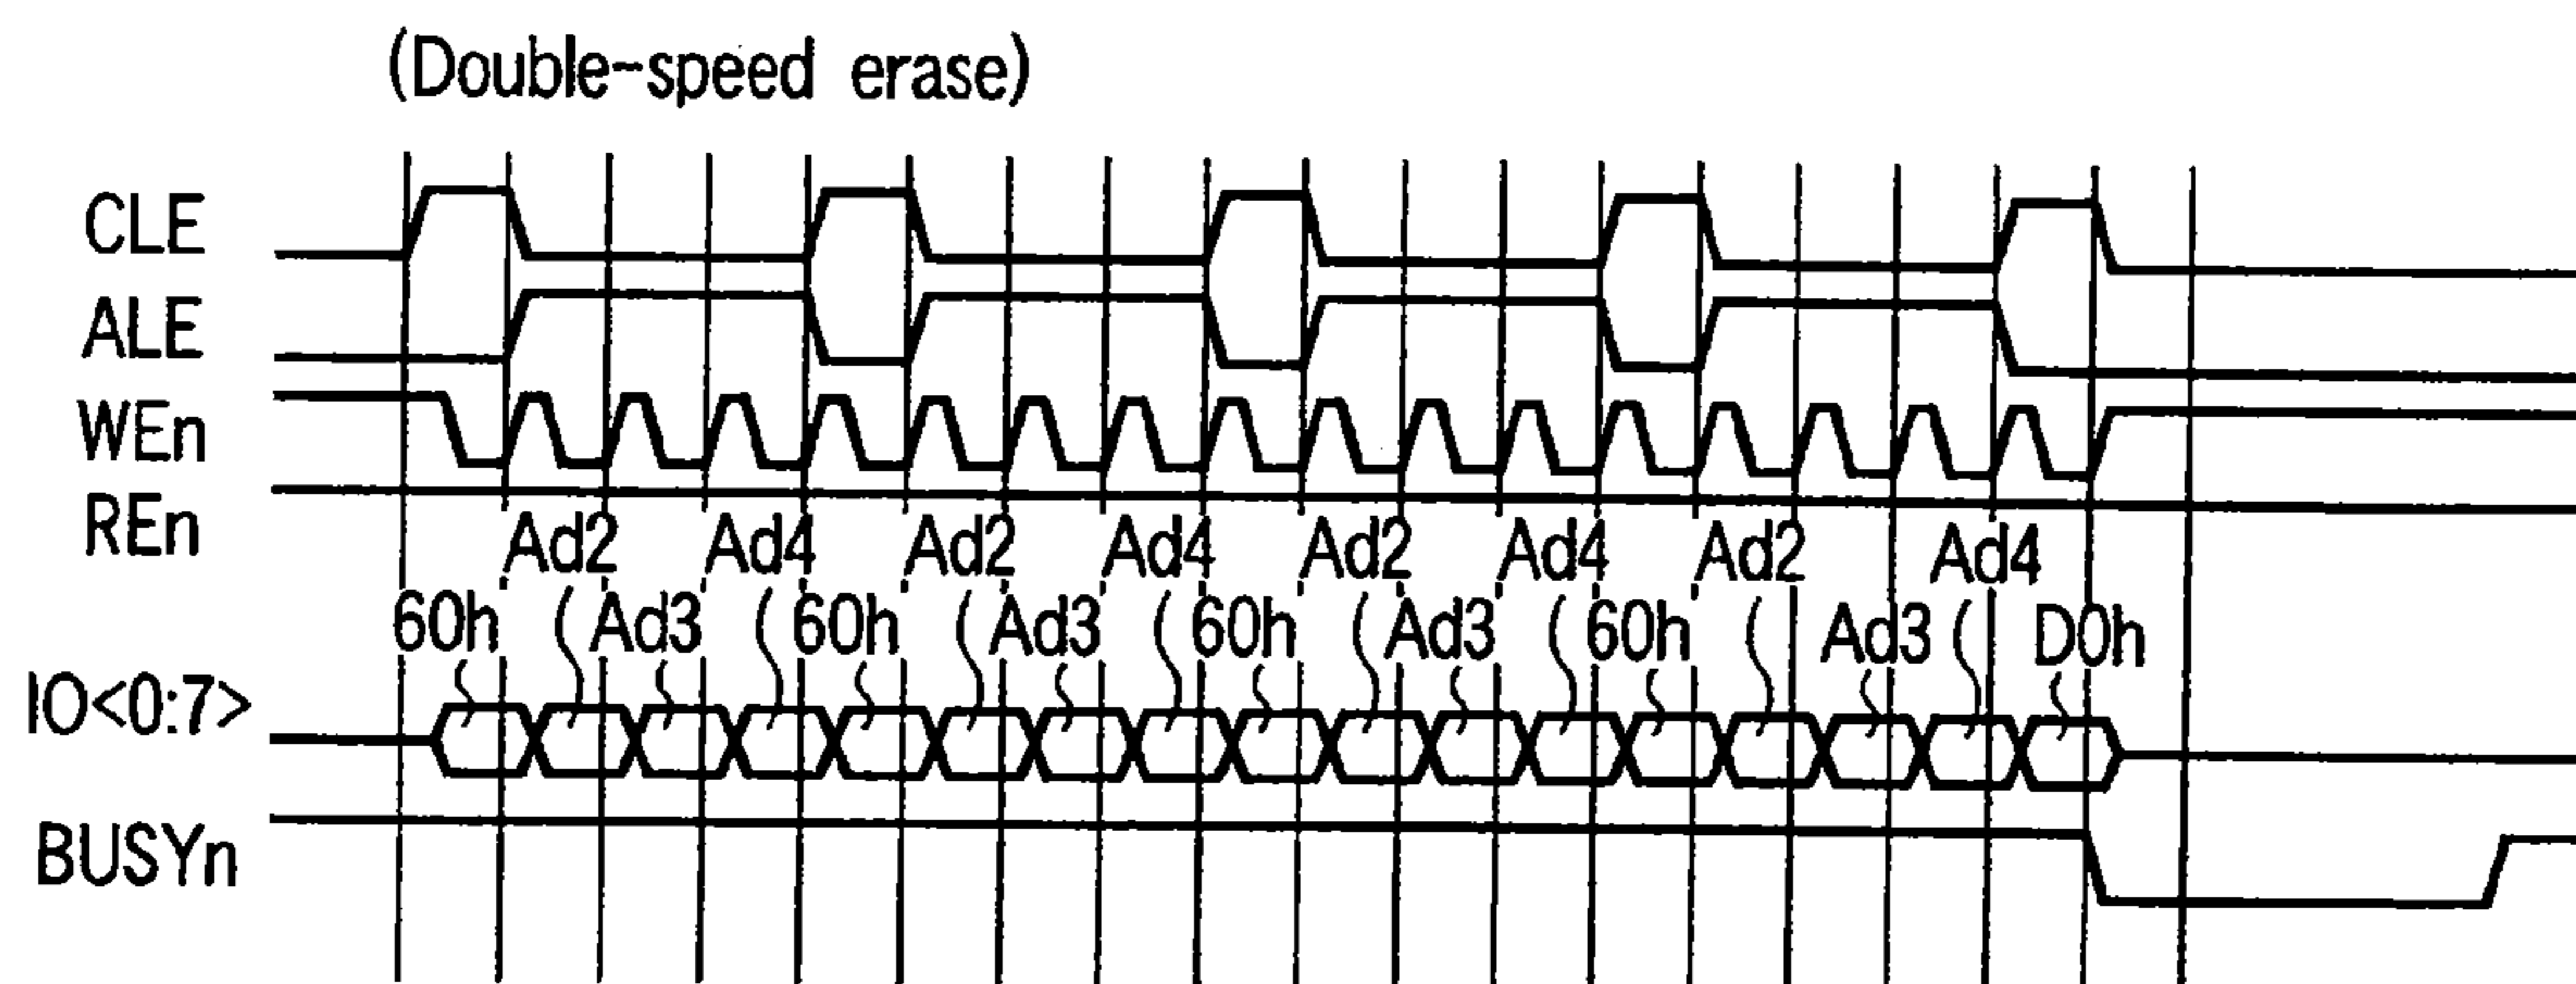 (Double-speed erase)
CLE
ALE
WEn
REn
Ad2 Ad4 Ad2 Ad4 Ad2 Ad4 Ad2 Ad4
60h Ad3 60h Ad3 60h Ad3 60h Ad3 D0h
IO<0:7>
BUSYn